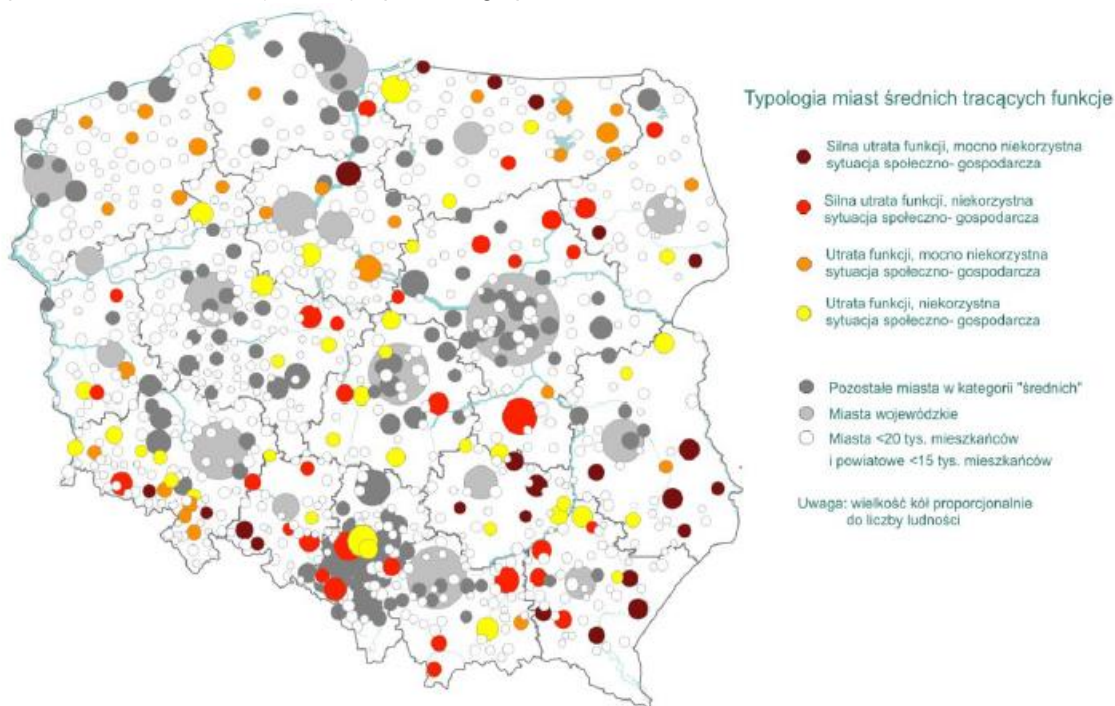 Typologia miast średnich tracących funkcje
Silna utrata funkcji, mocno niekorzystna
sytuacja społeczno- gospodarcza
Silna utrata funkcji, niekorzystna
sytuacja społeczno- gospodarcza
Utrata funkcji, mocno niekorzystna
sytuacja społeczno- gospodarcza
Utrata funkcji, niekorzystna
sytuacja społeczno- gospodarcza
Pozostałe miasta w kategorii "średnich"
Miasta wojewódzkie
Miasta <20 tys. mieszkańców
i powiatowe <15 tys. mieszkańców
Uwaga: wielkość kół proporcjonalnie
do liczby ludności